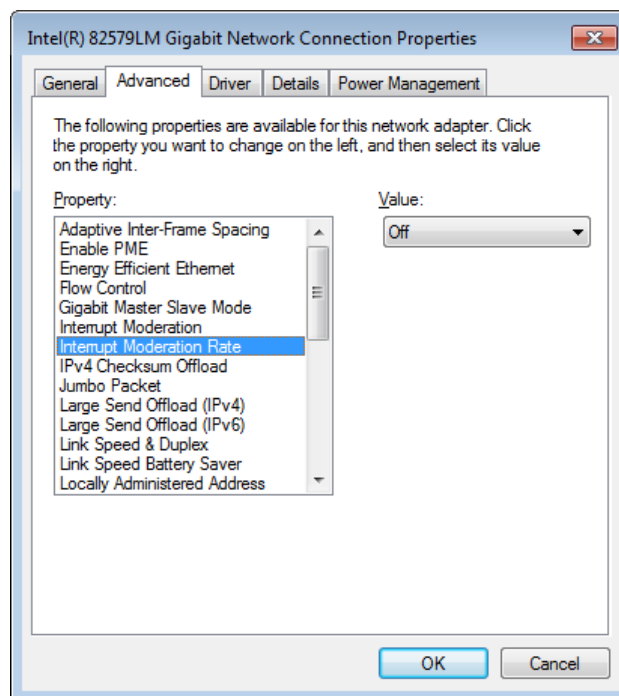 Intel(R) 82579LM Gigabit Network Connection Properties
General Advanced Driver Details Power Management
The following properties are available for this network adapter. Click
the property you want to change on the left, and then select its value
on the right.
Property:
Value:
Adaptive Inter-Frame Spacing
Off
Enable PME
Energy Efficient Ethernet
Flow Control
Gigabit Master Slave Mode
Interrupt Moderation
Interrupt Moderation Rate
IPv4 Checksum Offload
Jumbo Packet
Large Send Offload (IPv4)
Large Send Offload (IPv6)
Link Speed & Duplex
Link Speed Battery Saver
Locally Administered Address
OK
Cancel